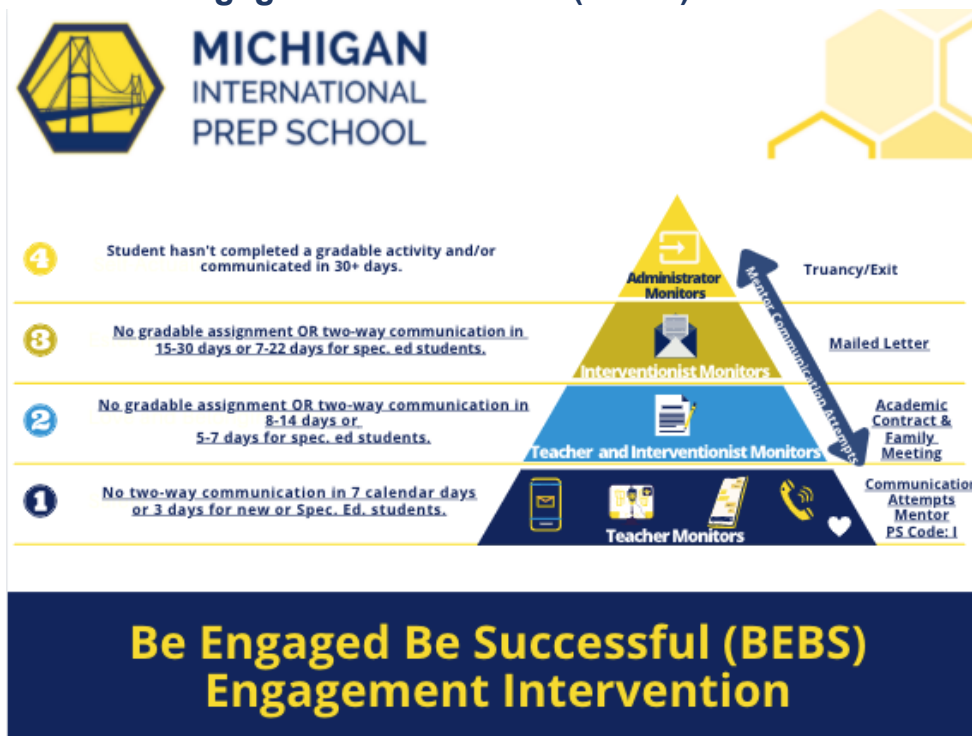 MICHIGAN
INTERNATIONAL
PREP SCHOOL
4
Student hasn't completed a gradable activity and/or
communicated in 30+ days.
Administrator
Monitors
Truancy/Exit
3
No gradable assignment OR two-way communication in
15-30 days or 7-22 days for spec. ed students.
Interventionist Monitors
Mailed Letter
2
No gradable assignment OR two-way communication in
8-14 days or
5-7 days for spec. ed students.
Teacher and Interventionist Monitors
Academic
Contract &
Family
Meeting
Mentor Communication Attempts
1
No two-way communication in 7 calendar days
or 3 days for new or Spec. Ed. students.
Teacher Monitors
Communication
Attempts
Mentor
PS Code: I
Be Engaged Be Successful (BEBS)
Engagement Intervention